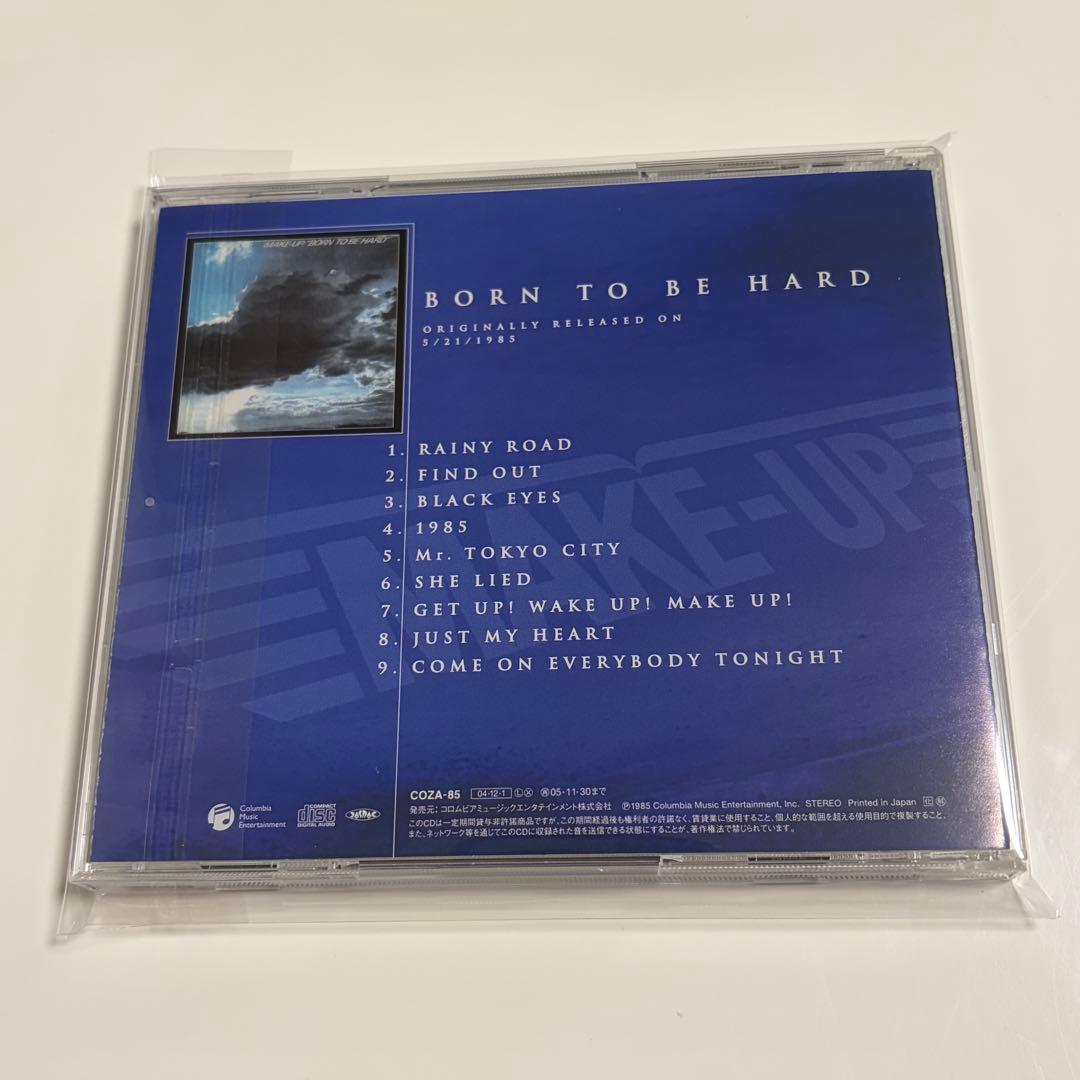 MAKE-UP "BORN TO BE HARD"
BORN TO BE HARD
ORIGINALLY RELEASED ON
5/21/1985
MAKE-UP
1. RAINY ROAD
2. FIND OUT
3. BLACK EYES
4. 1985
5. Mr. TOKYO CITY
6. SHE LIED
7. GET UP! WAKE UP! MAKE UP!
8. JUST MY HEART
9. COME ON EVERYBODY TONIGHT
Columbia
Music
Entertainment
COMPACT
disc
DIGITAL AUDIO
JASRAC
COZA-85 04・12・1 Ⓛ Ⓧ 再 05・11・30まで
発売元:コロムビアミュージックエンタテインメント株式会社 Ⓟ1985 Columbia Music Entertainment, Inc. STEREO Printed in Japan
このCDは一定期間貸与非許諾商品ですが、この期間経過後も権利者の許諾なく、賃貸業に使用すること、個人的な範囲を超える使用目的で複製すること、
また、ネットワーク等を通じてこのCDに収録された音を送信できる状態にすることが、著作権法で禁じられています。